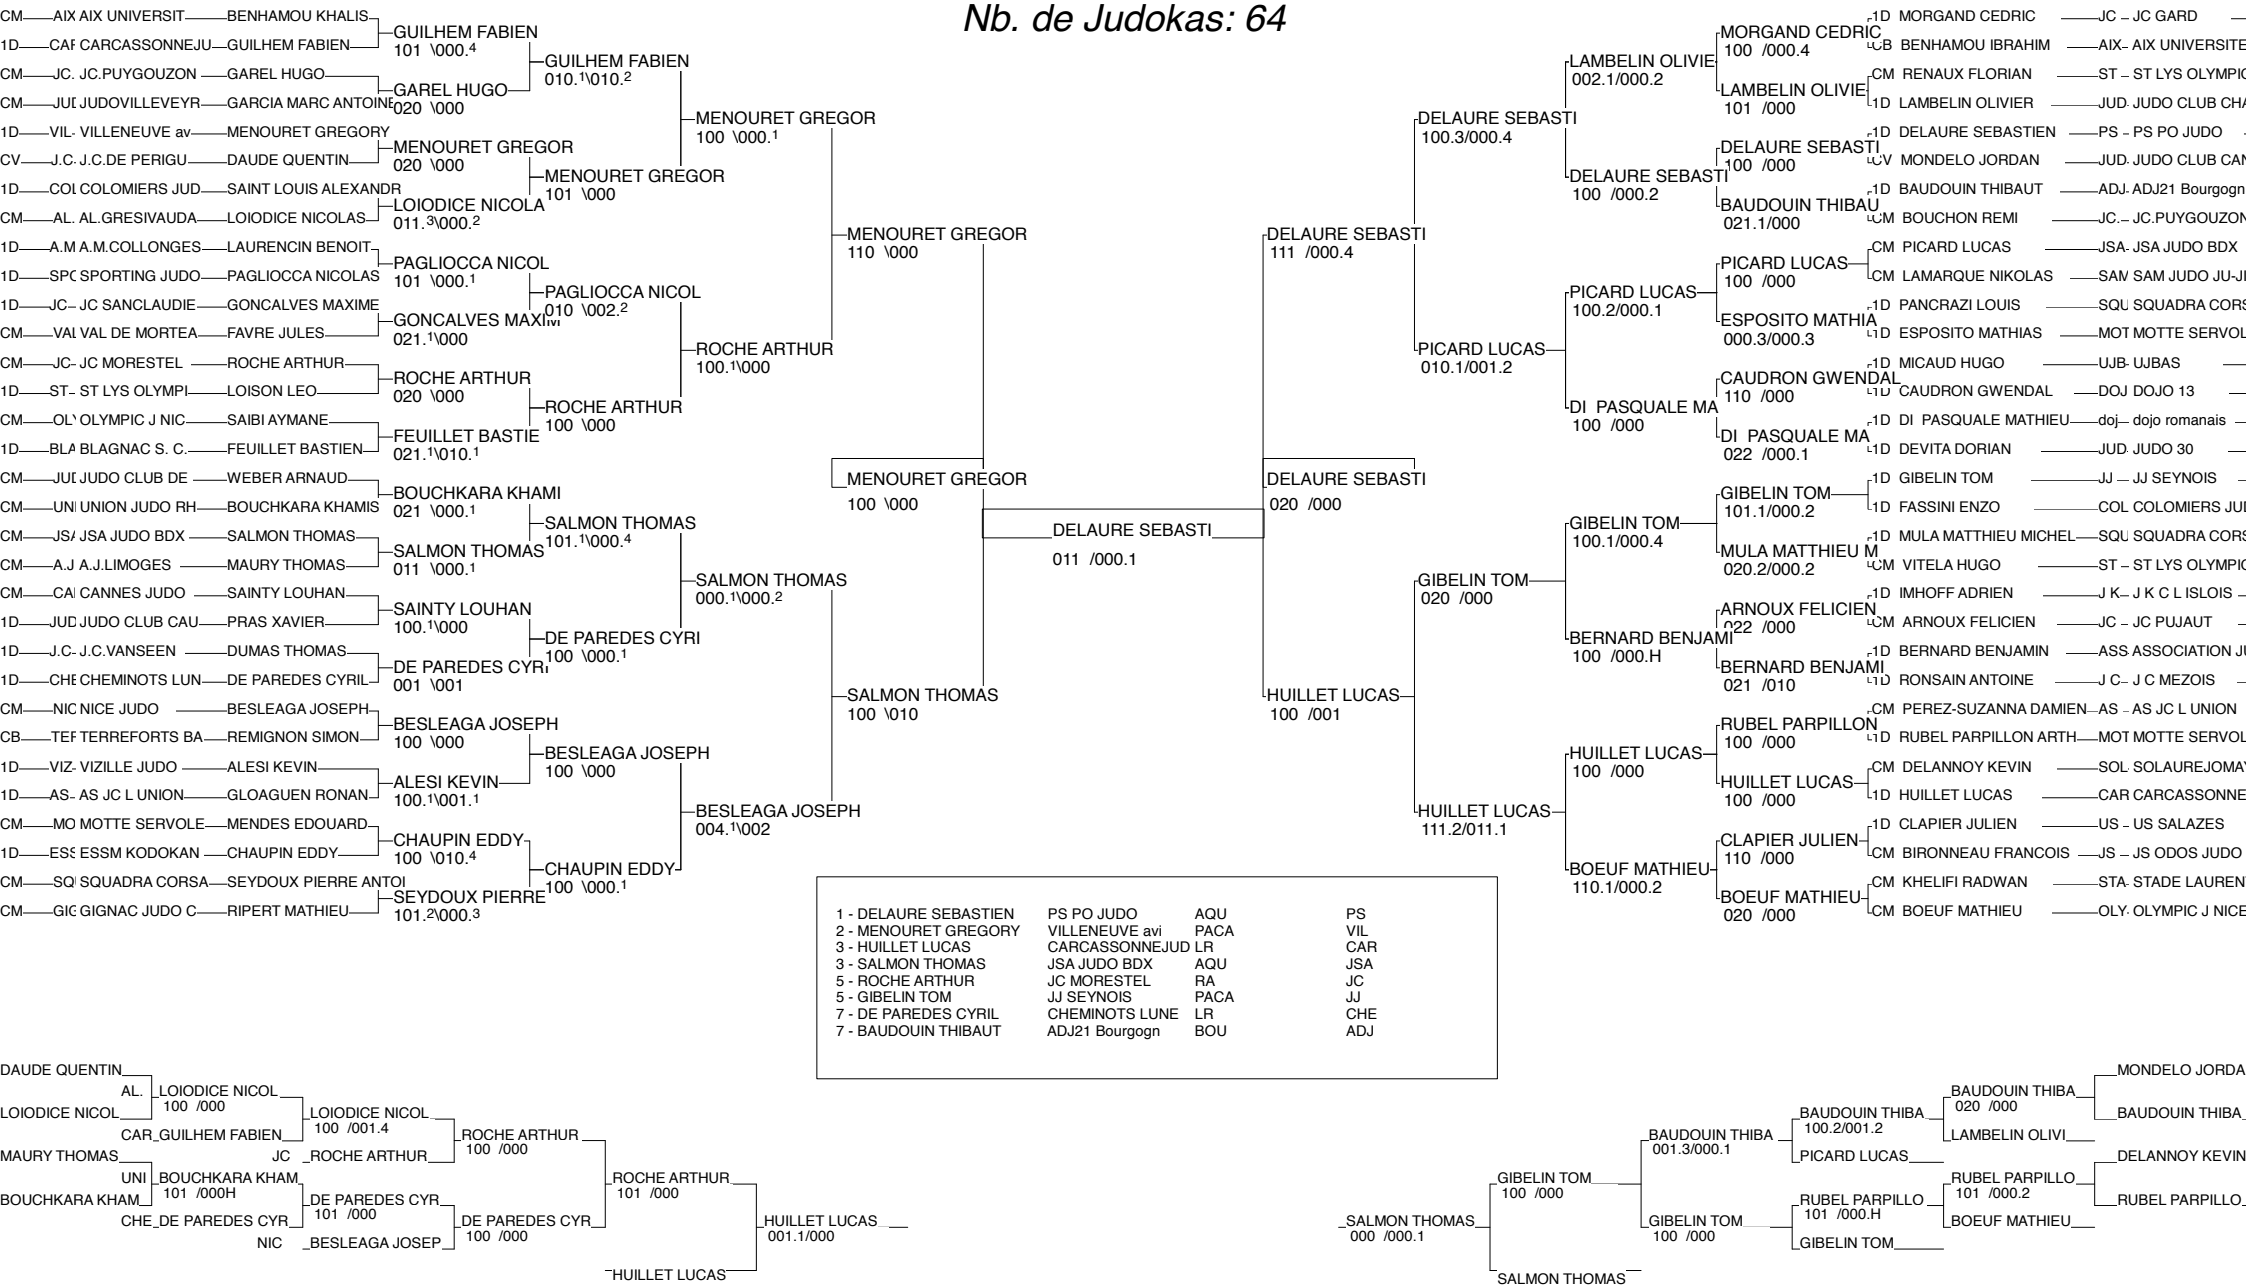 Nb. de Judokas: 64
CM AIX AIX UNIVERSIT BENHAMOU KHALIS
1D CAF CARCASSONNEJU GUILHEM FABIEN
CM JC. JC.PUYGOUZON GAREL HUGO
CM JUD JUDOVILLEVEYR GARCIA MARC ANTOINE
1D VIL- VILLENEUVE av MENOURET GREGORY
CV J.C- J.C.DE PERIGU DAUDE QUENTIN
1D COL COLOMIERS JUD SAINT LOUIS ALEXANDR
CM AL. AL.GRESIVAUDA LOIODICE NICOLAS
1D A.M A.M.COLLONGES LAURENCIN BENOIT
1D SPO SPORTING JUDO PAGLIOCCA NICOLAS
1D JC- JC SANCLAUDIE GONCALVES MAXIME
CM VAL VAL DE MORTEA FAVRE JULES
CM JC- JC MORESTEL ROCHE ARTHUR
1D ST- ST LYS OLYMPI LOISON LEO
CM OLY OLYMPIC J NIC SAIBI AYMANE
1D BLA BLAGNAC S. C. FEUILLET BASTIEN
CM JUD JUDO CLUB DE WEBER ARNAUD
CM UNI UNION JUDO RH BOUCHKARA KHAMIS
CM JSA JSA JUDO BDX SALMON THOMAS
CM A.J A.J.LIMOGES MAURY THOMAS
CM CAN CANNES JUDO SAINTY LOUHAN
1D JUD JUDO CLUB CAU PRAS XAVIER
1D J.C- J.C.VANSEEN DUMAS THOMAS
1D CHE CHEMINOTS LUN DE PAREDES CYRIL
CM NIC NICE JUDO BESLEAGA JOSEPH
CB TER TERREFORTS BA REMIGNON SIMON
1D VIZ- VIZILLE JUDO ALESI KEVIN
1D AS- AS JC L UNION GLOAGUEN RONAN
CM MO MOTTE SERVOLE MENDES EDOUARD
1D ESS ESSM KODOKAN CHAUPIN EDDY
CM SQU SQUADRA CORSA SEYDOUX PIERRE ANTOI
CM GIG GIGNAC JUDO C RIPERT MATHIEU
GUILHEM FABIEN
101 \000.4
GAREL HUGO
020 \000
MENOURET GREGOR
020 \000
LOIODICE NICOLA
011.3\000.2
PAGLIOCCA NICOL
101 \000.1
GONCALVES MAXIM
021.1\000
ROCHE ARTHUR
020 \000
FEUILLET BASTIE
021.1\010.1
BOUCHKARA KHAMI
021 \000.1
SALMON THOMAS
011 \000.1
SAINTY LOUHAN
100.1\000
DE PAREDES CYRI
001 \001
BESLEAGA JOSEPH
100 \000
ALESI KEVIN
100.1\001.1
CHAUPIN EDDY
100 \010.4
SEYDOUX PIERRE
101.2\000.3
GUILHEM FABIEN
010.1\010.2
MENOURET GREGOR
101 \000
PAGLIOCCA NICOL
010 \002.2
ROCHE ARTHUR
100 \000
SALMON THOMAS
101.1\000.4
DE PAREDES CYRI
100 \000.1
BESLEAGA JOSEPH
100 \000
CHAUPIN EDDY
100 \000.1
MENOURET GREGOR
100 \000.1
ROCHE ARTHUR
100.1\000
SALMON THOMAS
000.1\000.2
BESLEAGA JOSEPH
004.1\002
MENOURET GREGOR
110 \000
SALMON THOMAS
100 \010
MENOURET GREGOR
100 \000
DELAURE SEBASTI
011 /000.1
DELAURE SEBASTI
020 /000
DELAURE SEBASTI
111 /000.4
HUILLET LUCAS
100 /001
DELAURE SEBASTI
100.3/000.4
PICARD LUCAS
010.1/001.2
GIBELIN TOM
020 /000
HUILLET LUCAS
111.2/011.1
LAMBELIN OLIVIE
002.1/000.2
DELAURE SEBASTI
100 /000.2
PICARD LUCAS
100.2/000.1
DI PASQUALE MA
100 /000
GIBELIN TOM
100.1/000.4
BERNARD BENJAMI
100 /000.H
HUILLET LUCAS
100 /000
BOEUF MATHIEU
110.1/000.2
MORGAND CEDRIC
100 /000.4
LAMBELIN OLIVIE
101 /000
DELAURE SEBASTI
100 /000
BAUDOUIN THIBAU
021.1/000
PICARD LUCAS
100 /000
ESPOSITO MATHIA
000.3/000.3
CAUDRON GWENDAL
110 /000
DI PASQUALE MA
022 /000.1
GIBELIN TOM
101.1/000.2
MULA MATTHIEU M
020.2/000.2
ARNOUX FELICIEN
022 /000
BERNARD BENJAMI
021 /010
RUBEL PARPILLON
100 /000
HUILLET LUCAS
100 /000
CLAPIER JULIEN
110 /000
BOEUF MATHIEU
020 /000
1D MORGAND CEDRIC JC – JC GARD
CB BENHAMOU IBRAHIM AIX- AIX UNIVERSITE
CM RENAUX FLORIAN ST – ST LYS OLYMPIC
1D LAMBELIN OLIVIER JUD- JUDO CLUB CHA
1D DELAURE SEBASTIEN PS – PS PO JUDO
CV MONDELO JORDAN JUD- JUDO CLUB CAN
1D BAUDOUIN THIBAUT ADJ- ADJ21 Bourgogn
CM BOUCHON REMI JC.- JC.PUYGOUZON
CM PICARD LUCAS JSA- JSA JUDO BDX
CM LAMARQUE NIKOLAS SAM SAM JUDO JU-JI
1D PANCRAZI LOUIS SQU SQUADRA CORS
1D ESPOSITO MATHIAS MOT MOTTE SERVOL
1D MICAUD HUGO UJB- UJBAS
1D CAUDRON GWENDAL DOJ DOJO 13
1D DI PASQUALE MATHIEU doj– dojo romanais
1D DEVITA DORIAN JUD- JUDO 30
1D GIBELIN TOM JJ – JJ SEYNOIS
1D FASSINI ENZO COL COLOMIERS JUD
1D MULA MATTHIEU MICHEL SQU SQUADRA CORS
CM VITELA HUGO ST – ST LYS OLYMPIC
1D IMHOFF ADRIEN J K– J K C L ISLOIS
CM ARNOUX FELICIEN JC – JC PUJAUT
1D BERNARD BENJAMIN ASS ASSOCIATION JU
1D RONSAIN ANTOINE J C– J C MEZOIS
CM PEREZ-SUZANNA DAMIEN AS – AS JC L UNION
1D RUBEL PARPILLON ARTH MOT MOTTE SERVOL
CM DELANNOY KEVIN SOL- SOLAUREJOMAY
1D HUILLET LUCAS CAR CARCASSONNE
1D CLAPIER JULIEN US – US SALAZES
CM BIRONNEAU FRANCOIS JS – JS ODOS JUDO
CM KHELIFI RADWAN STA- STADE LAUREN
CM BOEUF MATHIEU OLY- OLYMPIC J NICE
1 - DELAURE SEBASTIEN PS PO JUDO AQU PS
2 - MENOURET GREGORY VILLENEUVE avi PACA VIL
3 - HUILLET LUCAS CARCASSONNEJUD LR CAR
3 - SALMON THOMAS JSA JUDO BDX AQU JSA
5 - ROCHE ARTHUR JC MORESTEL RA JC
5 - GIBELIN TOM JJ SEYNOIS PACA JJ
7 - DE PAREDES CYRIL CHEMINOTS LUNE LR CHE
7 - BAUDOUIN THIBAUT ADJ21 Bourgogn BOU ADJ
DAUDE QUENTIN
LOIODICE NICOL
MAURY THOMAS
BOUCHKARA KHAM
AL. LOIODICE NICOL
100 /000
CAR GUILHEM FABIEN
UNI BOUCHKARA KHAM
101 /000H
CHE DE PAREDES CYR
LOIODICE NICOL
100 /001.4
JC ROCHE ARTHUR
DE PAREDES CYR
101 /000
NIC BESLEAGA JOSEP
ROCHE ARTHUR
100 /000
DE PAREDES CYR
100 /000
ROCHE ARTHUR
101 /000
HUILLET LUCAS
HUILLET LUCAS
001.1/000
SALMON THOMAS
000 /000.1
GIBELIN TOM
100 /000
SALMON THOMAS
BAUDOUIN THIBA
001.3/000.1
GIBELIN TOM
100 /000
BAUDOUIN THIBA
100.2/001.2
PICARD LUCAS
RUBEL PARPILLO
101 /000.H
GIBELIN TOM
BAUDOUIN THIBA
020 /000
LAMBELIN OLIVI
RUBEL PARPILLO
101 /000.2
BOEUF MATHIEU
MONDELO JORDA
BAUDOUIN THIBA
DELANNOY KEVIN
RUBEL PARPILLO